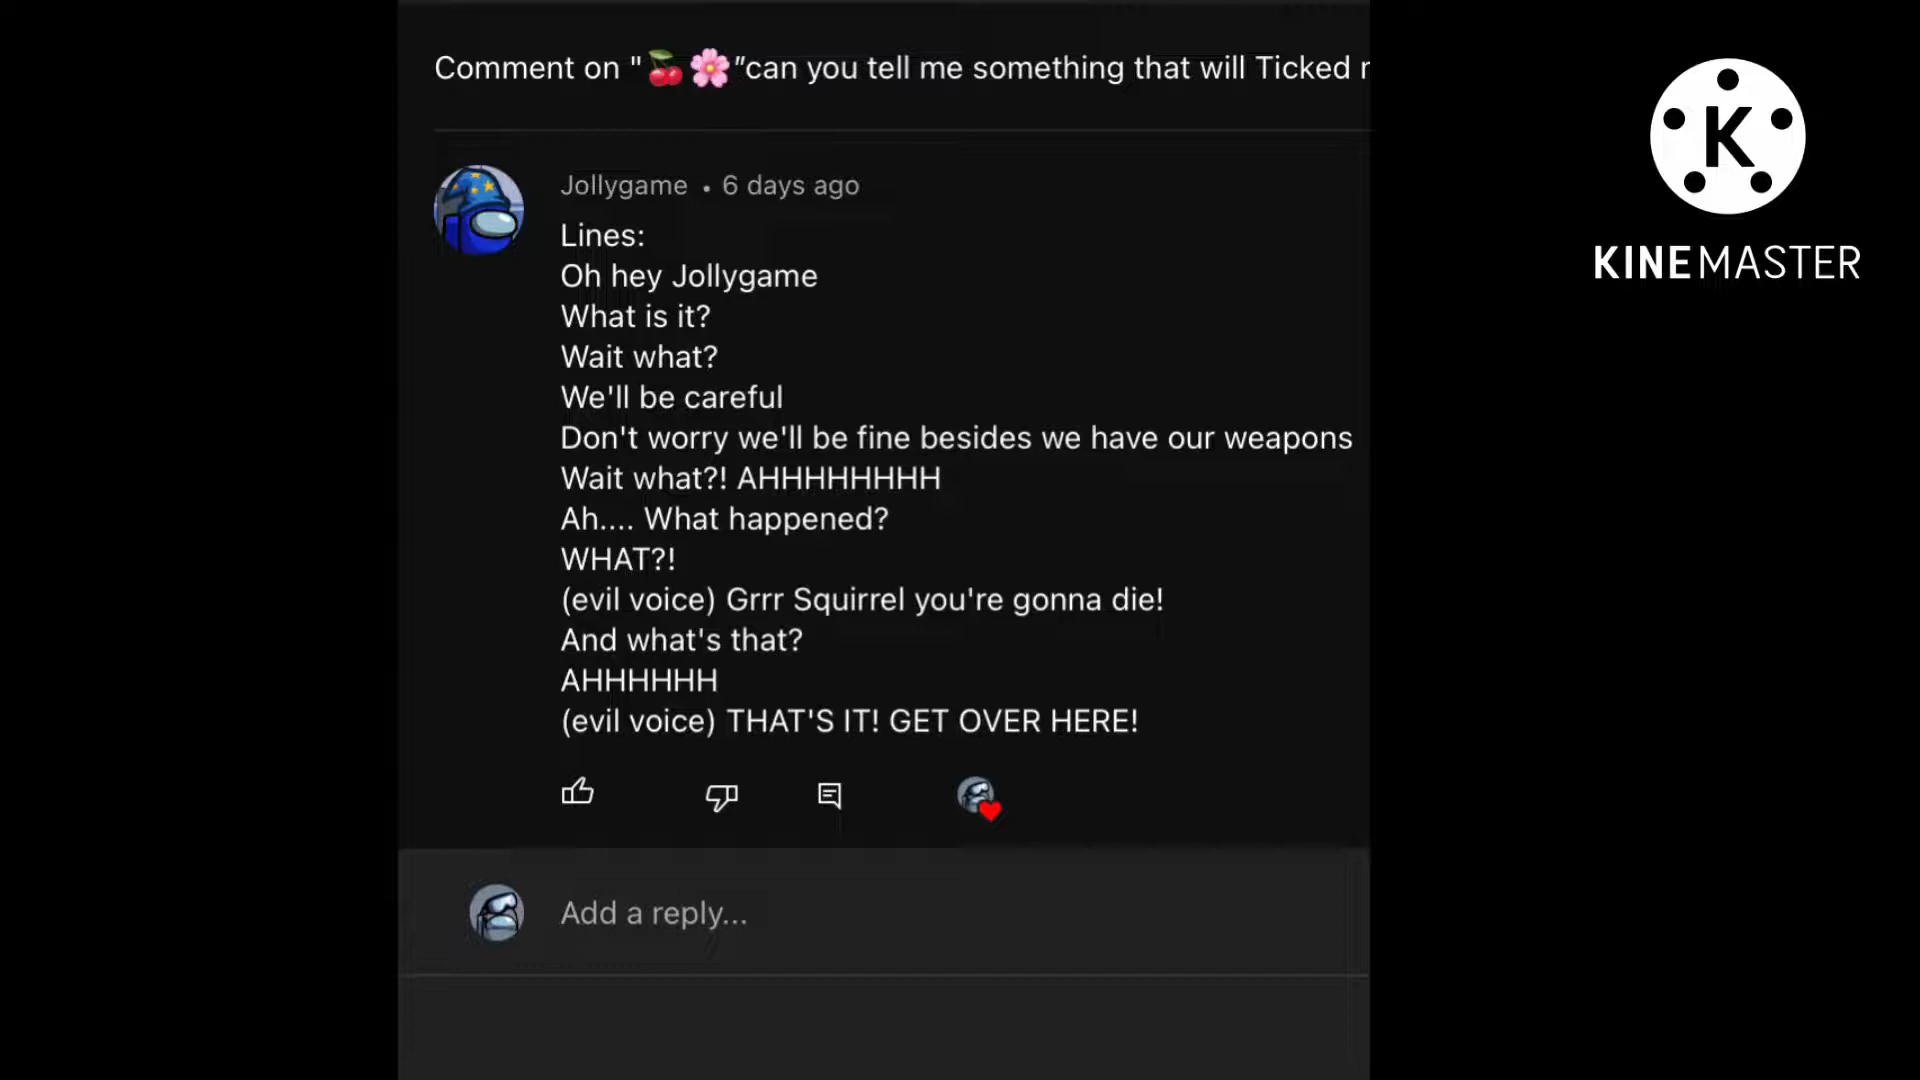 Comment on "🍒🌸"can you tell me something that will Ticked
Jollygame • 6 days ago
Lines:
Oh hey Jollygame
What is it?
Wait what?
We'll be careful
Don't worry we'll be fine besides we have our weapons
Wait what?! AHHHHHHHH
Ah.... What happened?
WHAT?!
(evil voice) Grrr Squirrel you're gonna die!
And what's that?
AHHHHHH
(evil voice) THAT'S IT! GET OVER HERE!
Add a reply...
K
KINEMASTER